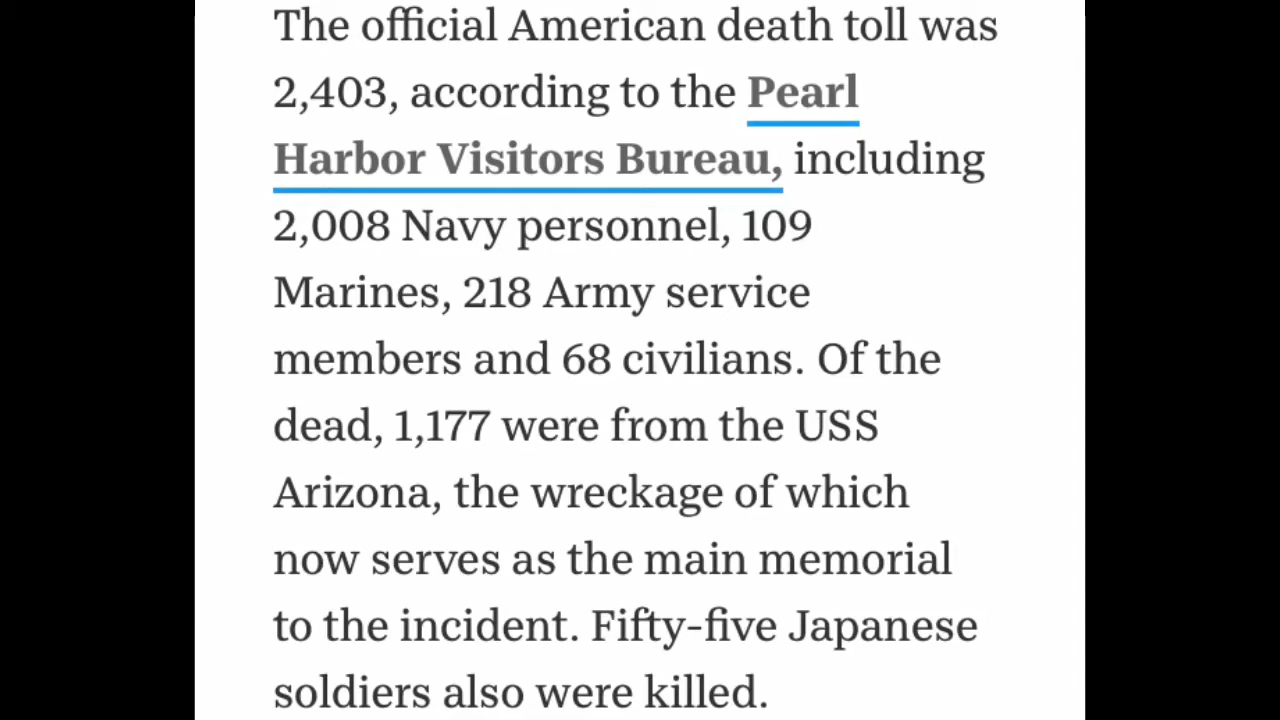 The official American death toll was
2,403, according to the Pearl
Harbor Visitors Bureau, including
2,008 Navy personnel, 109
Marines, 218 Army service
members and 68 civilians. Of the
dead, 1,177 were from the USS
Arizona, the wreckage of which
now serves as the main memorial
to the incident. Fifty-five Japanese
soldiers also were killed.